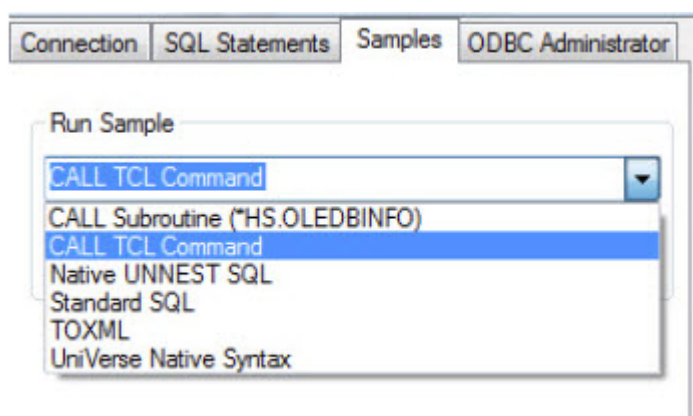 Connection SQL Statements Samples ODBC Administrator
Run Sample
CALL TCL Command
CALL Subroutine (*HS.OLEDBINFO)
CALL TCL Command
Native UNNEST SQL
Standard SQL
TOXML
UniVerse Native Syntax